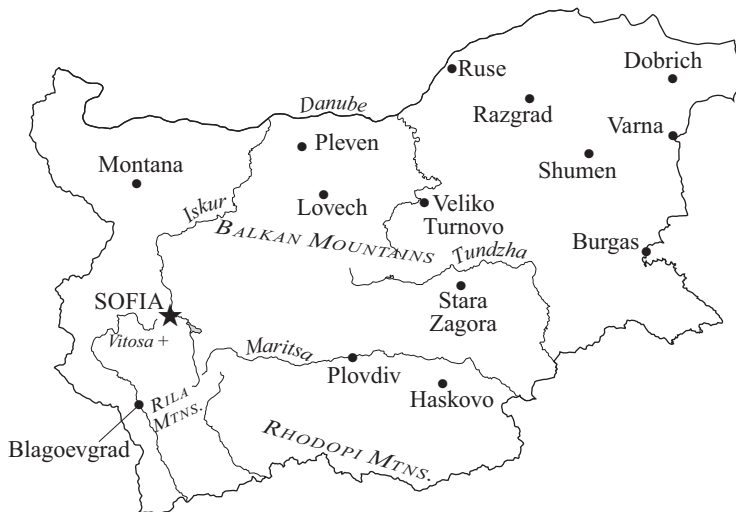 Dobrich
Ruse
Razgrad
Danube
Varna
Pleven
Montana
Shumen
Lovech
Iskur
Veliko
Turnovo
BALKAN MOUNTAINS
Tundzha
Burgas
SOFIA
Stara
Zagora
Vitosa +
Maritsa
Plovdiv
Haskovo
RILA
MTNS.
Blagoevgrad
RHODOPI MTNS.